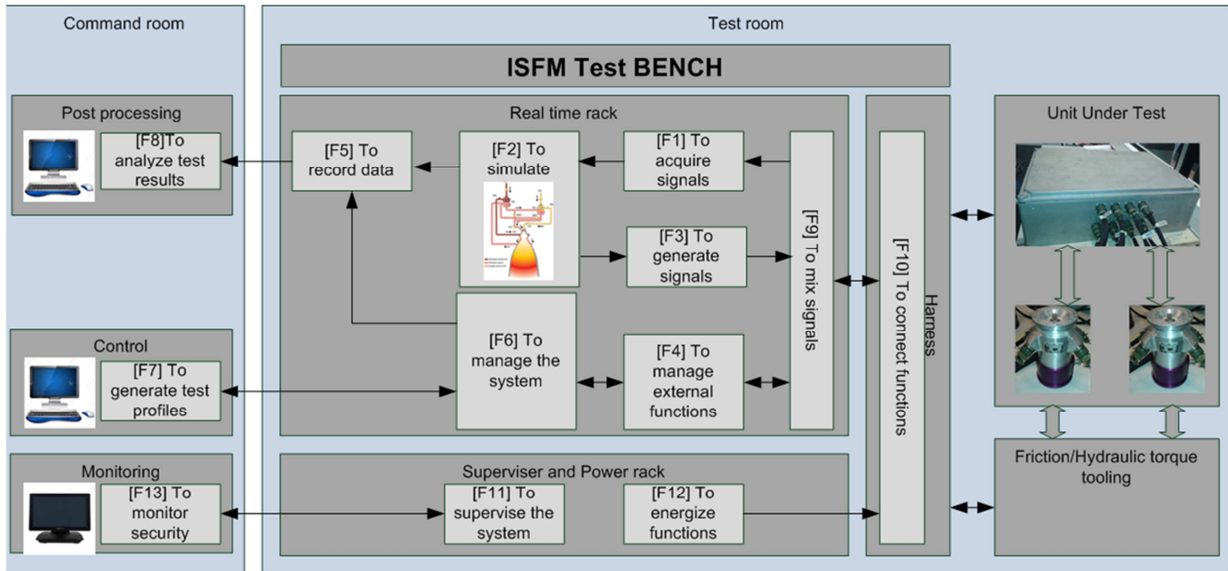 Command room
Test room
ISFM Test BENCH
Post processing
[F8]To
analyze test
results
Real time rack
[F5] To
record data
[F2] To
simulate
[F1] To
acquire
signals
[F3] To
generate
signals
[F6] To
manage the
system
[F4] To
manage
external
functions
[F9] To mix signals
[F10] To connect functions
Harness
Unit Under Test
Control
[F7] To
generate test
profiles
Monitoring
[F13] To
monitor
security
Superviser and Power rack
[F11] To
supervise the
system
[F12] To
energize
functions
Friction/Hydraulic torque
tooling